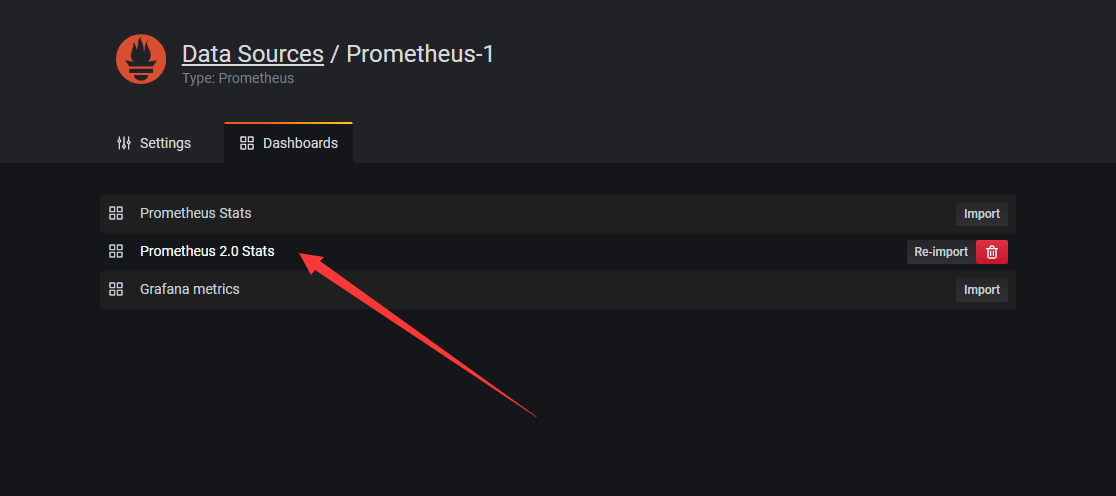 Data Sources / Prometheus-1
Type: Prometheus
Settings Dashboards
Prometheus Stats Import
Prometheus 2.0 Stats Re-import
Grafana metrics Import